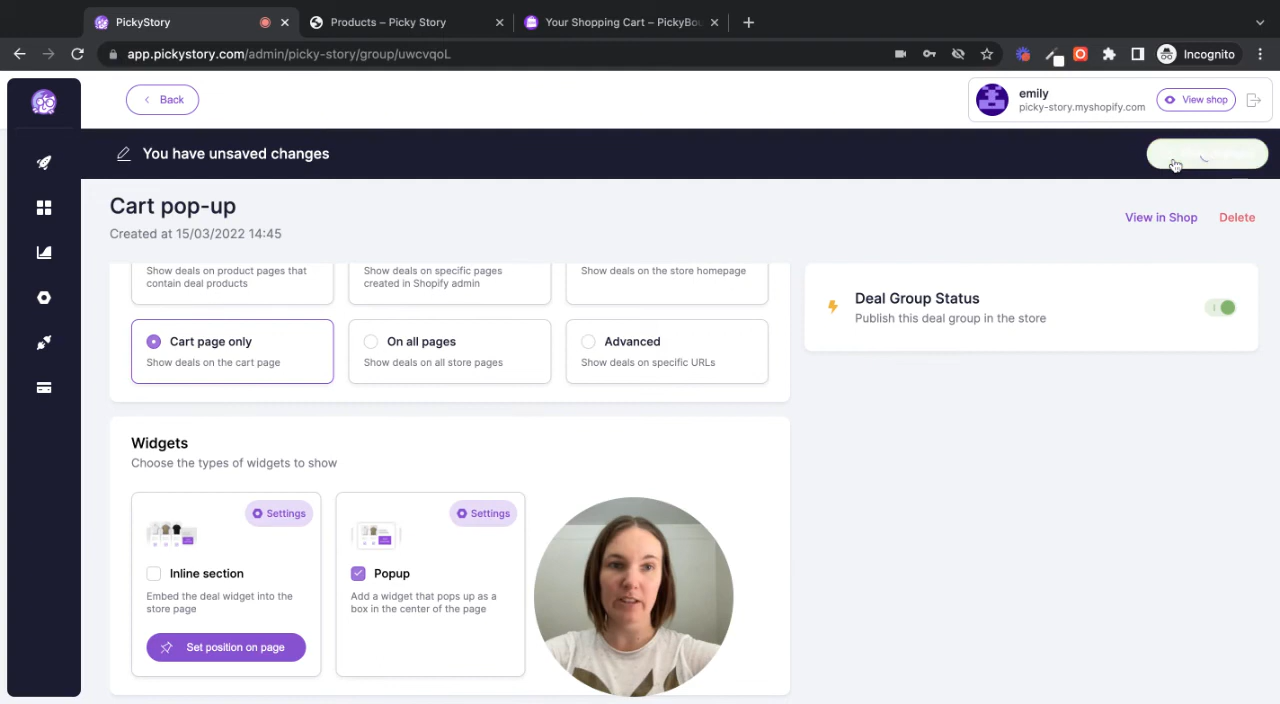 PickyStory
Products – Picky Story
Your Shopping Cart – PickyBou
app.pickystory.com/admin/picky-story/group/uwcvqoL
Incognito
Back
emily
picky-story.myshopify.com
View shop
You have unsaved changes
Cart pop-up
Created at 15/03/2022 14:45
View in Shop
Delete
Show deals on product pages that
contain deal products
Show deals on specific pages
created in Shopify admin
Show deals on the store homepage
Cart page only
Show deals on the cart page
On all pages
Show deals on all store pages
Advanced
Show deals on specific URLs
Deal Group Status
Publish this deal group in the store
Widgets
Choose the types of widgets to show
Settings
Inline section
Embed the deal widget into the
store page
Set position on page
Settings
Popup
Add a widget that pops up as a
box in the center of the page